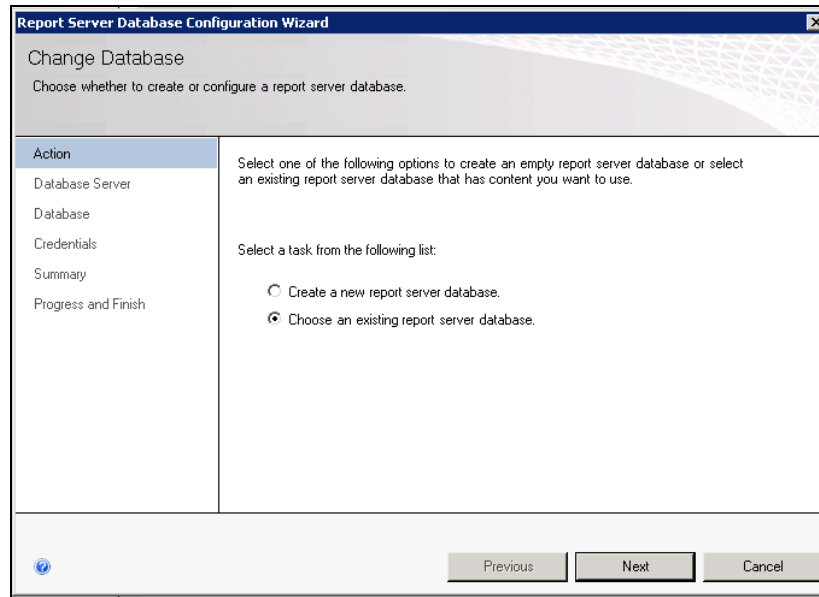 Report Server Database Configuration Wizard
Change Database
Choose whether to create or configure a report server database.
Action
Database Server
Database
Credentials
Summary
Progress and Finish
Select one of the following options to create an empty report server database or select
an existing report server database that has content you want to use.
Select a task from the following list:
Create a new report server database.
Choose an existing report server database.
Previous
Next
Cancel